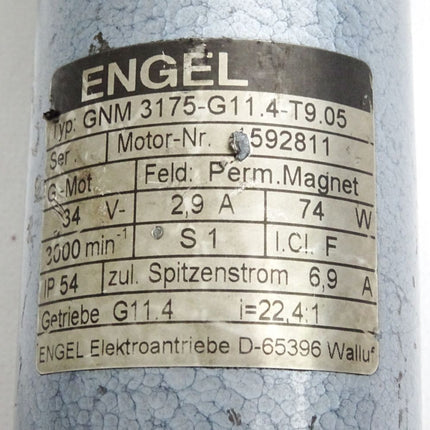 ENGEL
Typ: GNM 3175-G11.4-T9.05
Ser. Motor-Nr. 592811
G.-Mot Feld: Perm.Magnet
34 V- 2,9 A 74 W
3000 min-1 S 1 I.Cl. F
IP 54 zul. Spitzenstrom 6,9 A
Getriebe G11.4 i=22,4:1
ENGEL Elektroantriebe D-65396 Walluf